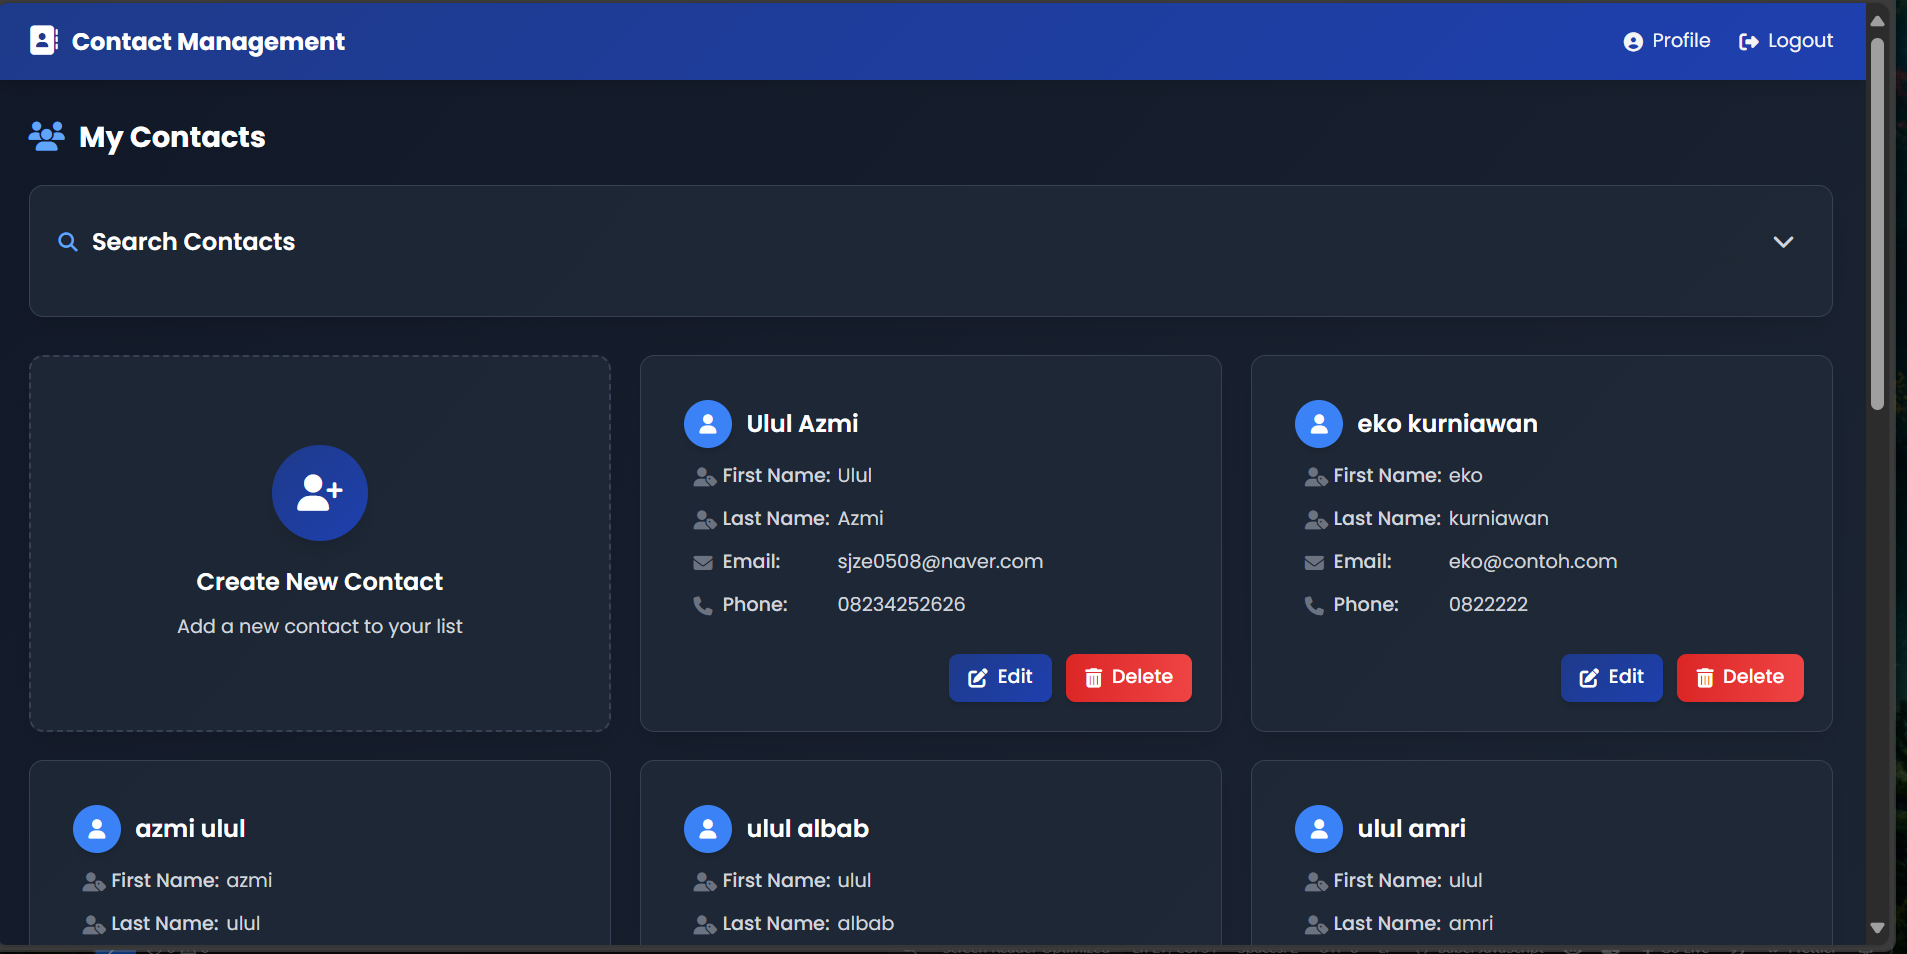 Contact Management
Profile
Logout
My Contacts
Search Contacts
Create New Contact
Add a new contact to your list
Ulul Azmi
First Name: Ulul
Last Name: Azmi
Email: sjze0508@naver.com
Phone: 08234252626
Edit
Delete
eko kurniawan
First Name: eko
Last Name: kurniawan
Email: eko@contoh.com
Phone: 0822222
Edit
Delete
azmi ulul
First Name: azmi
Last Name: ulul
ulul albab
First Name: ulul
Last Name: albab
ulul amri
First Name: ulul
Last Name: amri